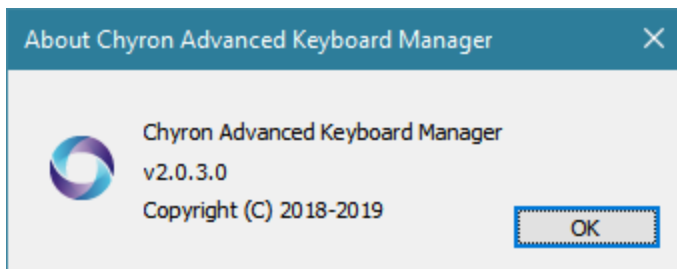 About Chyron Advanced Keyboard Manager
Chyron Advanced Keyboard Manager
v2.0.3.0
Copyright (C) 2018-2019
OK